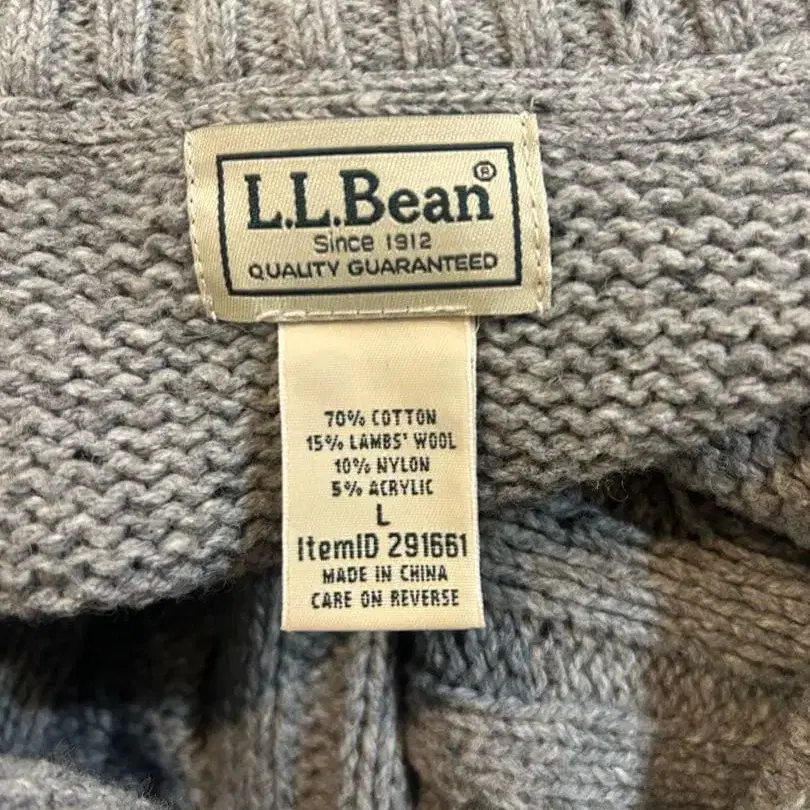 L.L.Bean®
Since 1912
QUALITY GUARANTEED
70% COTTON
15% LAMBS' WOOL
10% NYLON
5% ACRYLIC
L
ItemID 291661
MADE IN CHINA
CARE ON REVERSE